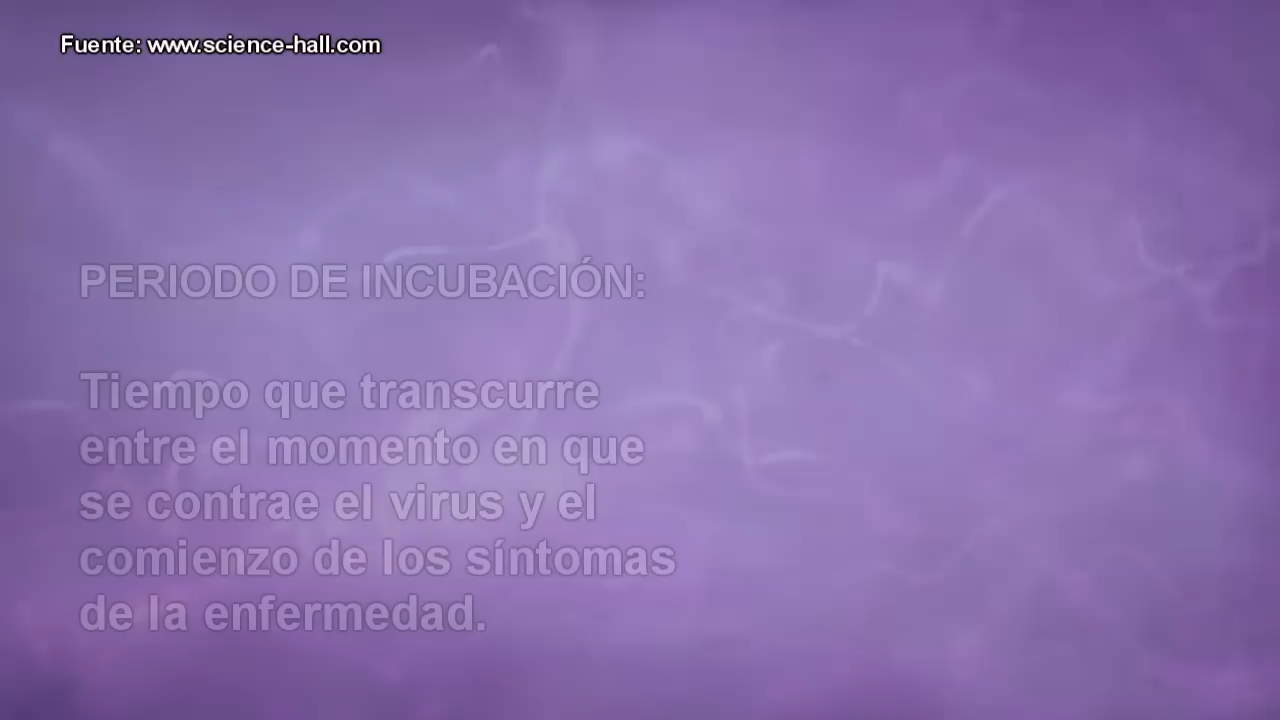 Fuente: www.science-hall.com
PERIODO DE INCUBACIÓN:
Tiempo que transcurre
entre el momento en que
se contrae el virus y el
comienzo de los síntomas
de la enfermedad.